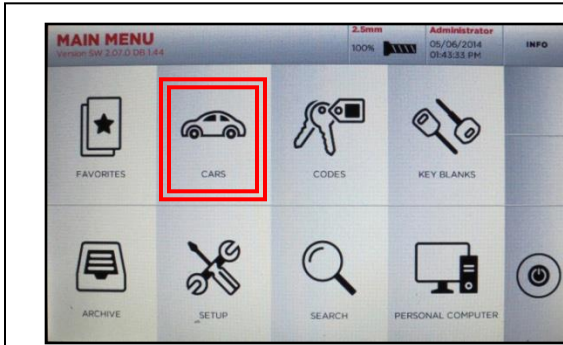 MAIN MENU
Version SW 2.07.0 DB 1.44
2.5mm
100%
Administrator
05/06/2014
01:43:33 PM
INFO
FAVORITES
CARS
CODES
KEY BLANKS
ARCHIVE
SETUP
SEARCH
PERSONAL COMPUTER